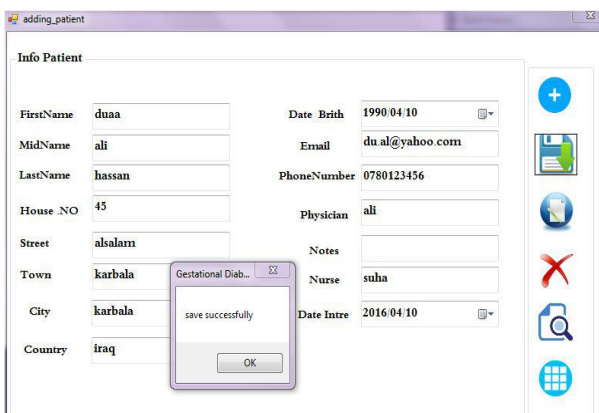 adding_patient
Info Patient
FirstName duaa Date Brith 1990/04/10
MidName ali Email du.al@yahoo.com
LastName hassan PhoneNumber 0780123456
House .NO 45 Physician ali
Street alsalam Notes
Town karbala Nurse suha
City karbala Date Intre 2016/04/10
Country iraq
Gestational Diab...
save successfully
OK